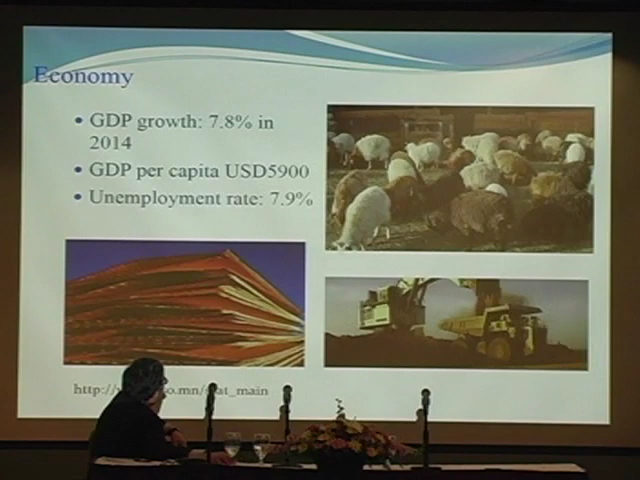 Economy
• GDP growth: 7.8% in
2014
• GDP per capita USD5900
• Unemployment rate: 7.9%